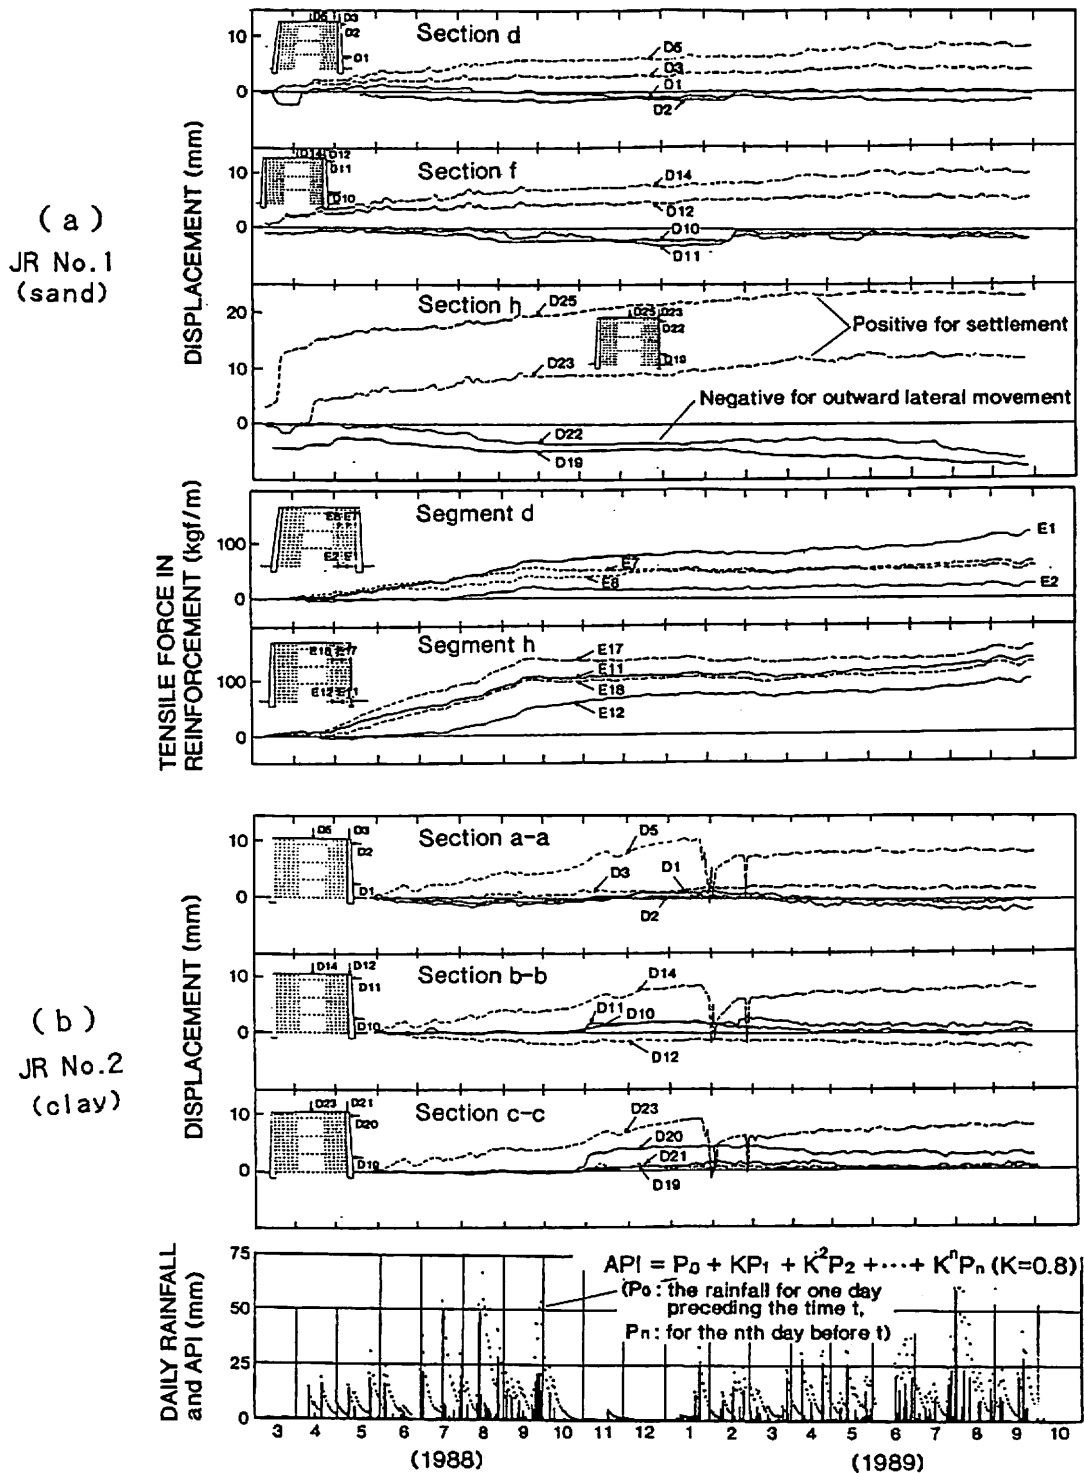 (a)
JR No.1
(sand)
DISPLACEMENT (mm)
Section d
10
0
D5 D3
D2
D1
D5
D3
D1
D2
Section f
10
0
D14 D12
D11
D10
D14
D12
D10
D11
Section h
20
10
0
D25
D25 D23
D22
D19
D23
Positive for settlement
Negative for outward lateral movement
D22
D19
TENSILE FORCE IN
REINFORCEMENT (kgf/m)
Segment d
100
0
E8 E7
E2 E1
E1
E7
E8
E2
Segment h
100
0
E18 E17
E12 E11
E17
E11
E18
E12
(b)
JR No.2
(clay)
DISPLACEMENT (mm)
Section a-a
10
0
D5 D3
D2
D1
D5
D3
D1
D2
Section b-b
10
0
D14 D12
D11
D10
D14
D11
D10
D12
Section c-c
10
0
D23 D21
D20
D19
D23
D20
D21
D19
DAILY RAINFALL
and API (mm)
75
50
25
0
API = P₀ + KP₁ + K²P₂ + ··· + KⁿPₙ (K=0.8)
(P₀ : the rainfall for one day
preceding the time t,
Pₙ : for the nth day before t)
3 4 5 6 7 8 9 10 11 12 1 2 3 4 5 6 7 8 9 10
(1988) (1989)